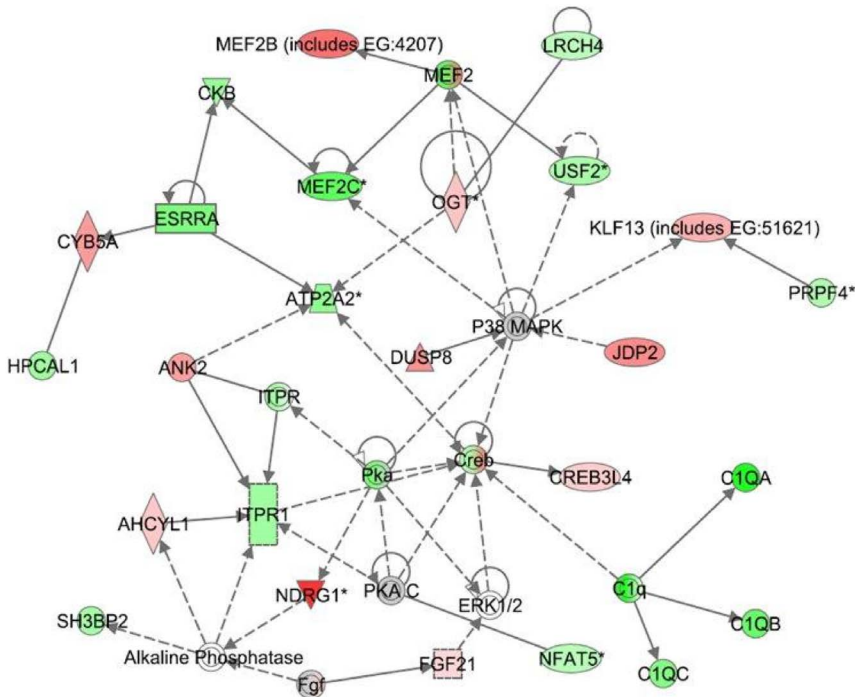 LRCH4
MEF2B (includes EG:4207)
MEF2
CKB
USF2*
MEF2C*
OGT*
ESRRA
KLF13 (includes EG:51621)
CYB5A
ATP2A2*
PRPF4*
P38 MAPK
DUSP8
JDP2
HPCAL1
ANK2
ITPR
Creb
Pka
CREB3L4
C1QA
ITPR1
AHCYL1
C1q
NDRG1*
PKA C
ERK1/2
SH3BP2
C1QB
Alkaline Phosphatase
FGF21
NFAT5*
C1QC
Fgf